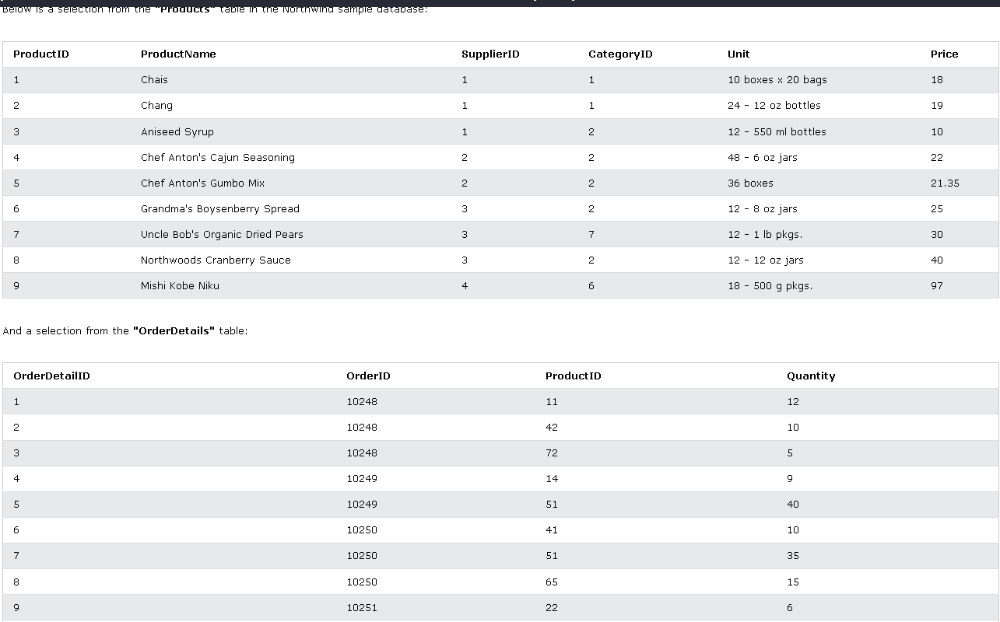 Below is a selection from the "Products" table in the Northwind sample database:
ProductID ProductName SupplierID CategoryID Unit Price
1 Chais 1 1 10 boxes x 20 bags 18
2 Chang 1 1 24 - 12 oz bottles 19
3 Aniseed Syrup 1 2 12 - 550 ml bottles 10
4 Chef Anton's Cajun Seasoning 2 2 48 - 6 oz jars 22
5 Chef Anton's Gumbo Mix 2 2 36 boxes 21.35
6 Grandma's Boysenberry Spread 3 2 12 - 8 oz jars 25
7 Uncle Bob's Organic Dried Pears 3 7 12 - 1 lb pkgs. 30
8 Northwoods Cranberry Sauce 3 2 12 - 12 oz jars 40
9 Mishi Kobe Niku 4 6 18 - 500 g pkgs. 97
And a selection from the "OrderDetails" table:
OrderDetailID OrderID ProductID Quantity
1 10248 11 12
2 10248 42 10
3 10248 72 5
4 10249 14 9
5 10249 51 40
6 10250 41 10
7 10250 51 35
8 10250 65 15
9 10251 22 6